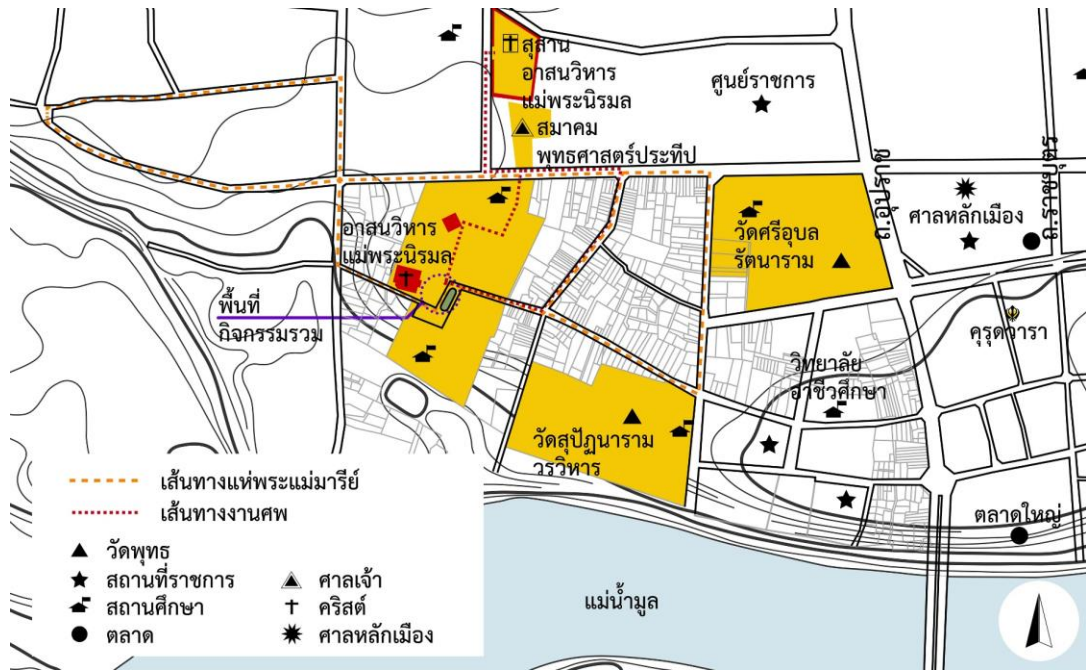 สุสาน
อาสนวิหาร
แม่พระนิรมล
สมาคม
พุทธศาสตร์ประทีป
ศูนย์ราชการ
ถ.อุปราช
ถ.ราชบุตร
ศาลหลักเมือง
อาสนวิหาร
แม่พระนิรมล
วัดศรีอุบล
รัตนาราม
พื้นที่
กิจกรรมรวม
คุรุดวารา
วิทยาลัย
อาชีวศึกษา
วัดสุปัฏนาราม
วรวิหาร
ตลาดใหญ่
แม่น้ำมูล
เส้นทางแห่พระแม่มารีย์
เส้นทางงานศพ
วัดพุทธ
สถานที่ราชการ
ศาลเจ้า
สถานศึกษา
คริสต์
ตลาด
ศาลหลักเมือง